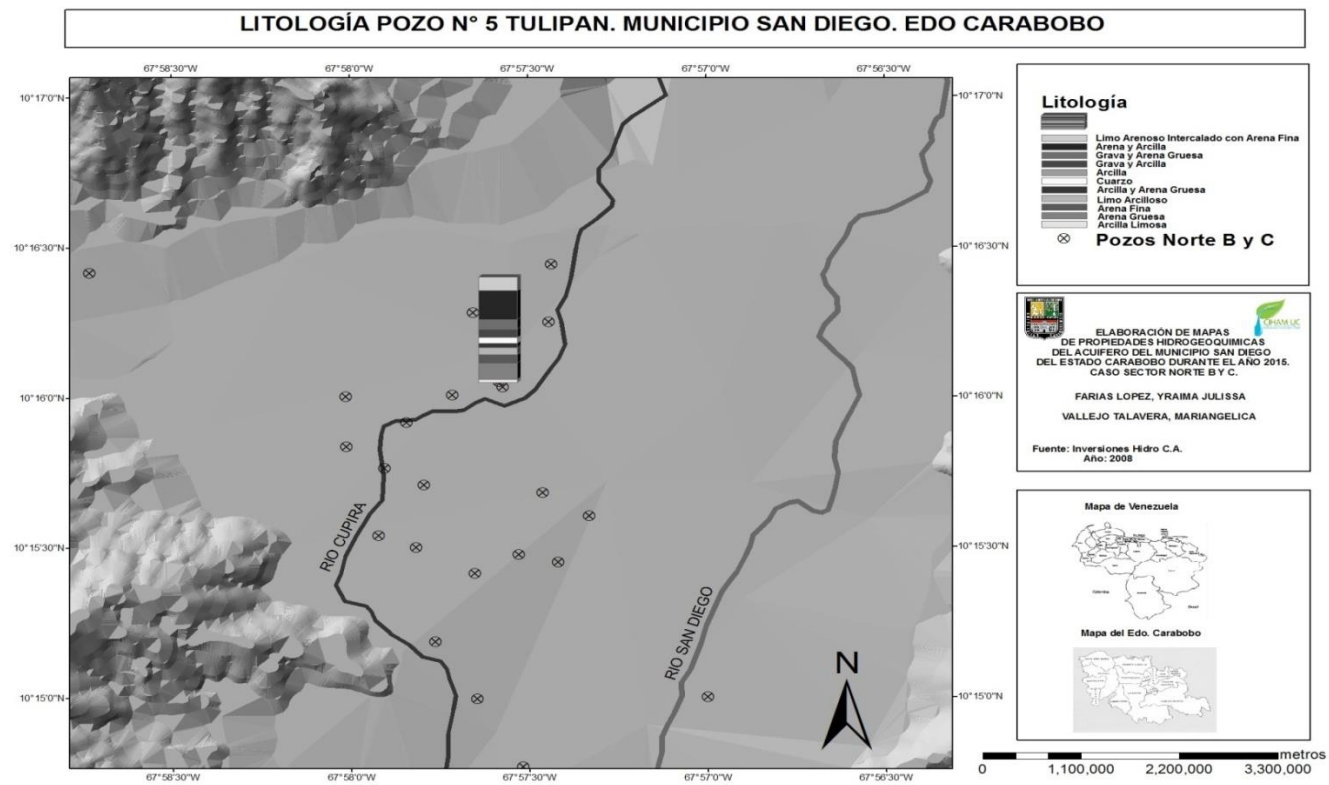 LITOLOGÍA POZO N° 5 TULIPAN. MUNICIPIO SAN DIEGO. EDO CARABOBO
67°58'30"W
67°58'0"W
67°57'30"W
67°57'0"W
67°56'30"W
10°17'0"N
10°17'0"N
10°16'30"N
10°16'30"N
10°16'0"N
10°16'0"N
10°15'30"N
10°15'30"N
10°15'0"N
10°15'0"N
RIO CUPIRA
RIO SAN DIEGO
N
67°58'30"W
67°58'0"W
67°57'30"W
67°57'0"W
67°56'30"W
Litología
Limo Arenoso Intercalado con Arena Fina
Arena y Arcilla
Grava y Arena Gruesa
Grava y Arcilla
Arcilla
Cuarzo
Arcilla y Arena Gruesa
Limo Arcilloso
Arena Fina
Arena Gruesa
Arcilla Limosa
Pozos Norte B y C
OHAM UC
ELABORACIÓN DE MAPAS
DE PROPIEDADES HIDROGEOQUIMICAS
DEL ACUIFERO DEL MUNICIPIO SAN DIEGO
DEL ESTADO CARABOBO DURANTE EL AÑO 2015.
CASO SECTOR NORTE B Y C.
FARIAS LOPEZ, YRAIMA JULISSA
VALLEJO TALAVERA, MARIANGELICA
Fuente: Inversiones Hidro C.A.
Año: 2008
Mapa de Venezuela
Colombia
Brasil
Mapa del Edo. Carabobo
metros
0 1,100,000 2,200,000 3,300,000